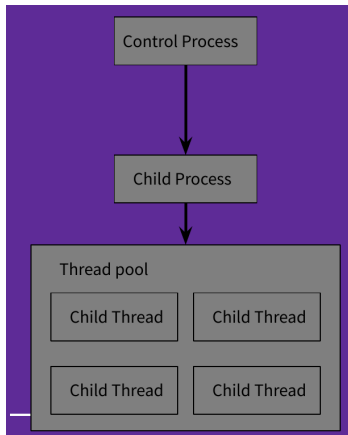 Control Process
Child Process
Thread pool
Child Thread Child Thread
Child Thread Child Thread